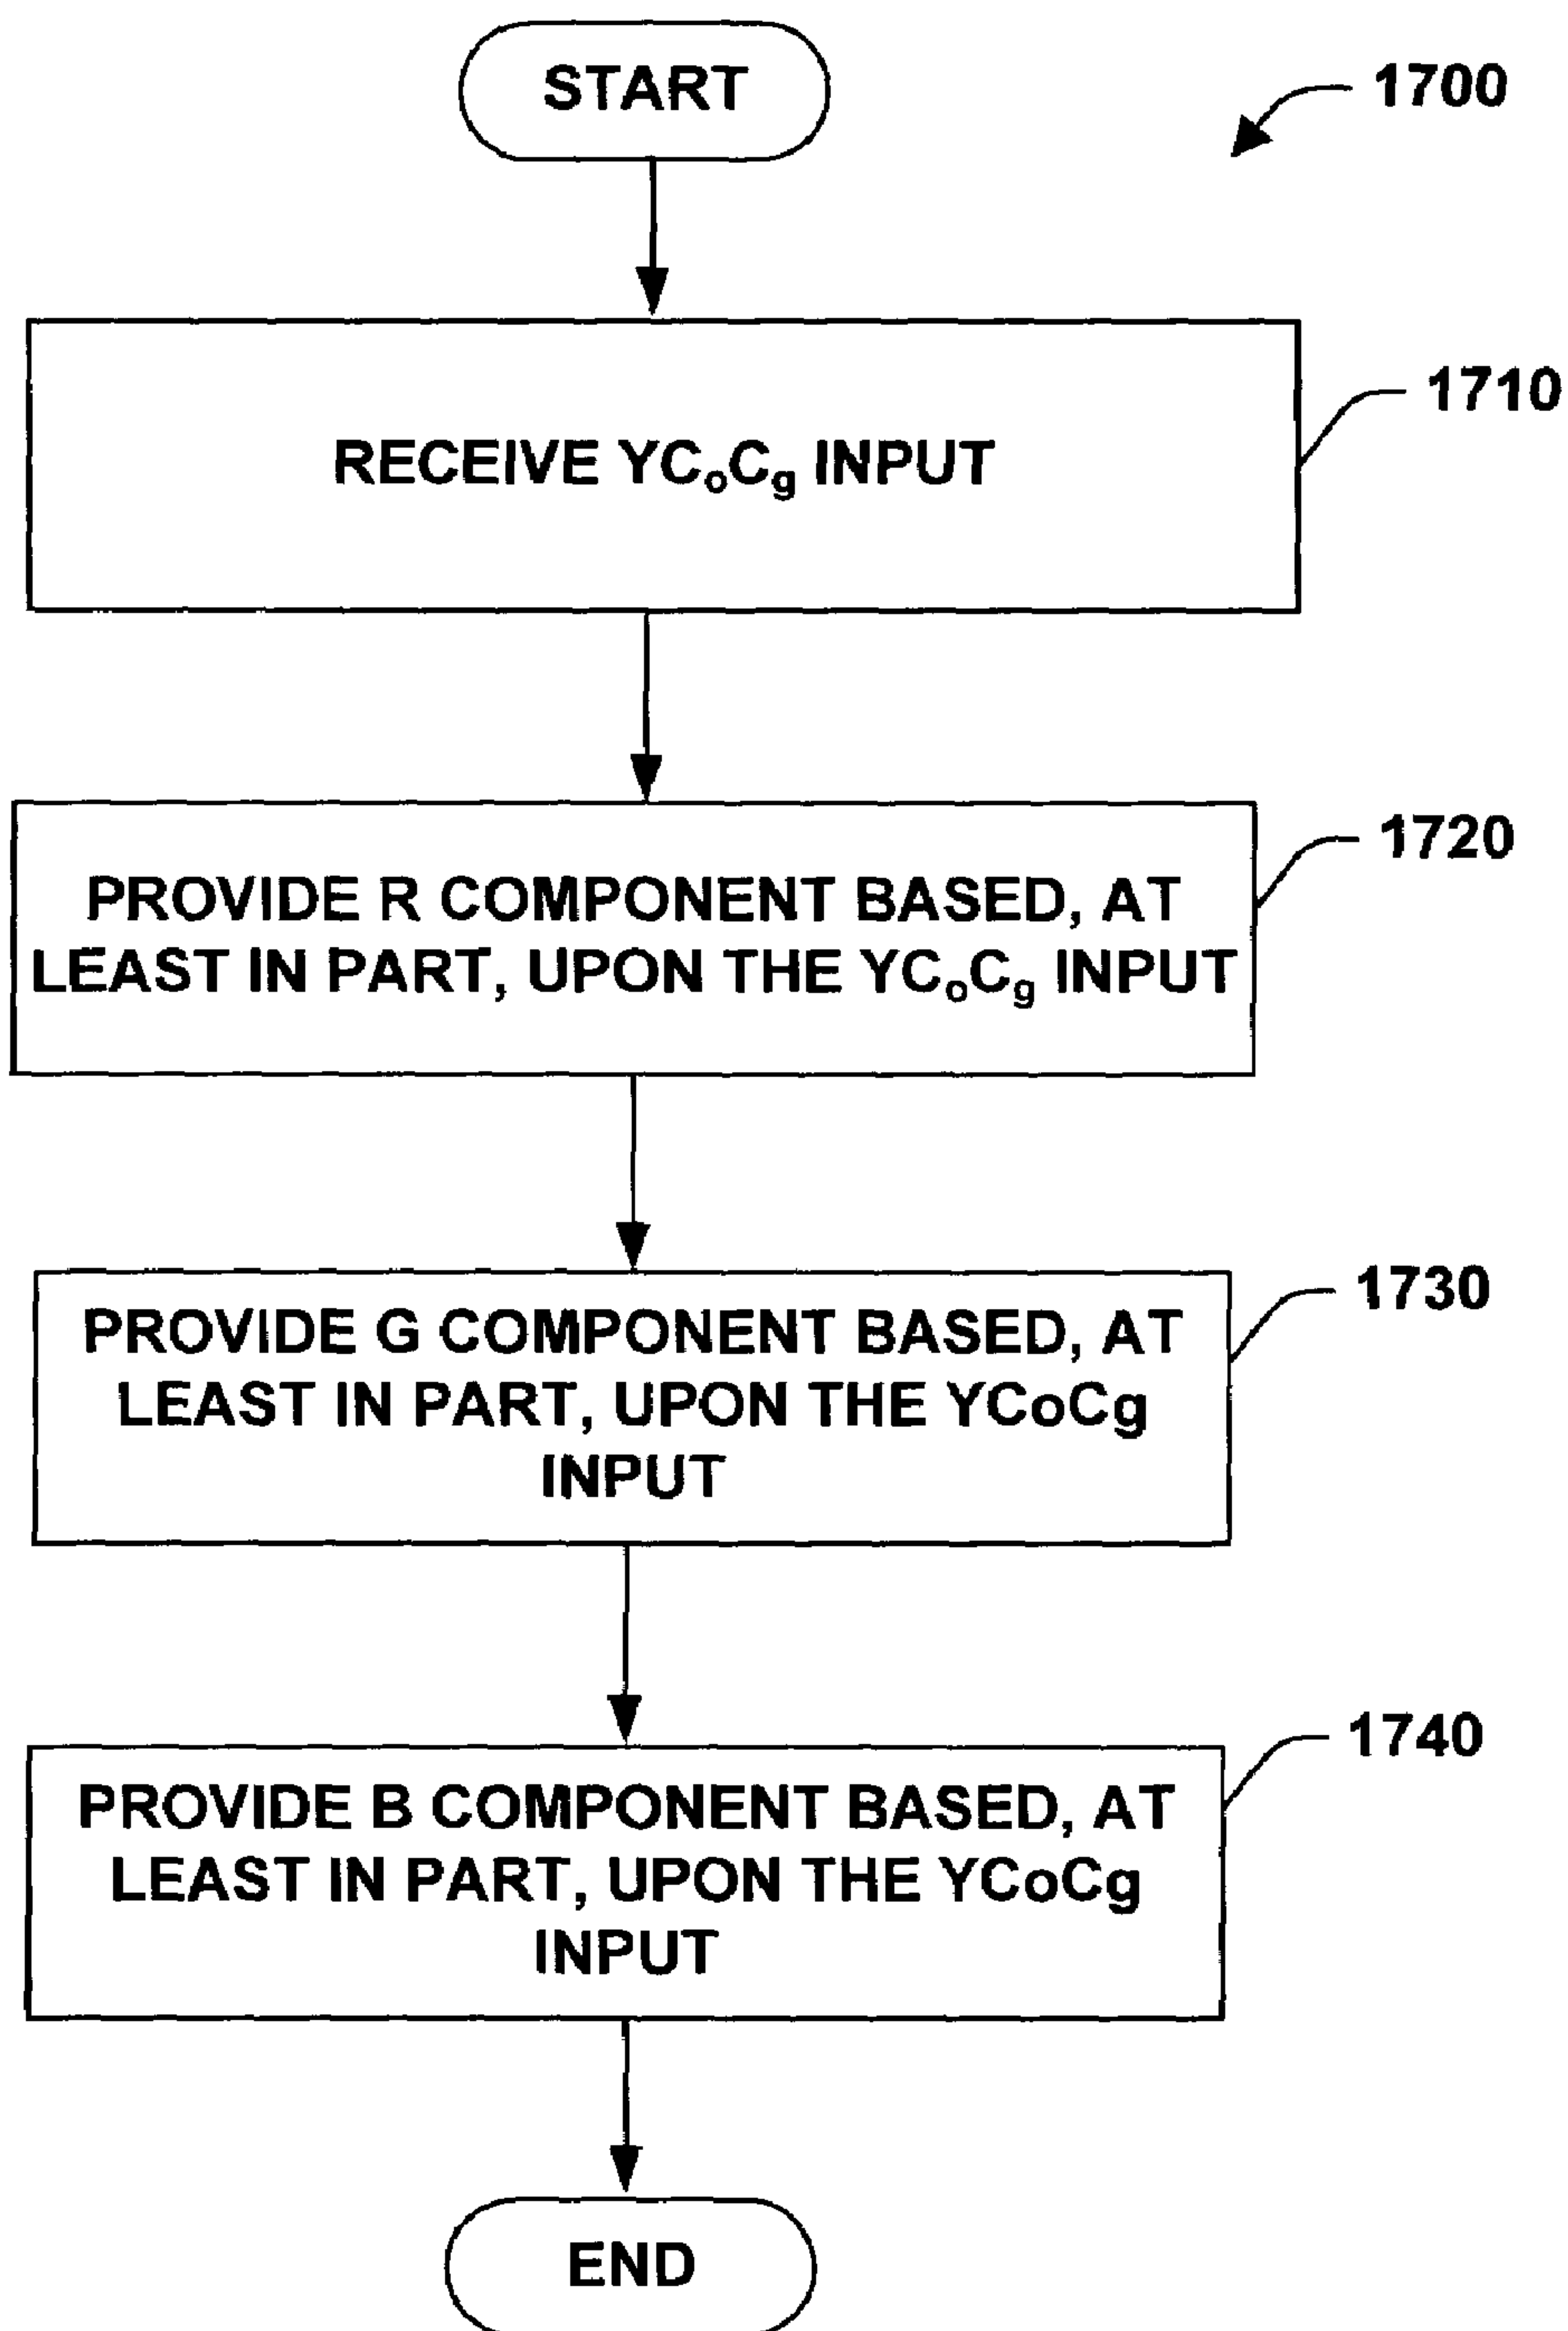 START
1700
RECEIVE YCoCg INPUT
1710
PROVIDE R COMPONENT BASED, AT
LEAST IN PART, UPON THE YCoCg INPUT
1720
PROVIDE G COMPONENT BASED, AT
LEAST IN PART, UPON THE YCoCg
INPUT
1730
PROVIDE B COMPONENT BASED, AT
LEAST IN PART, UPON THE YCoCg
INPUT
1740
END